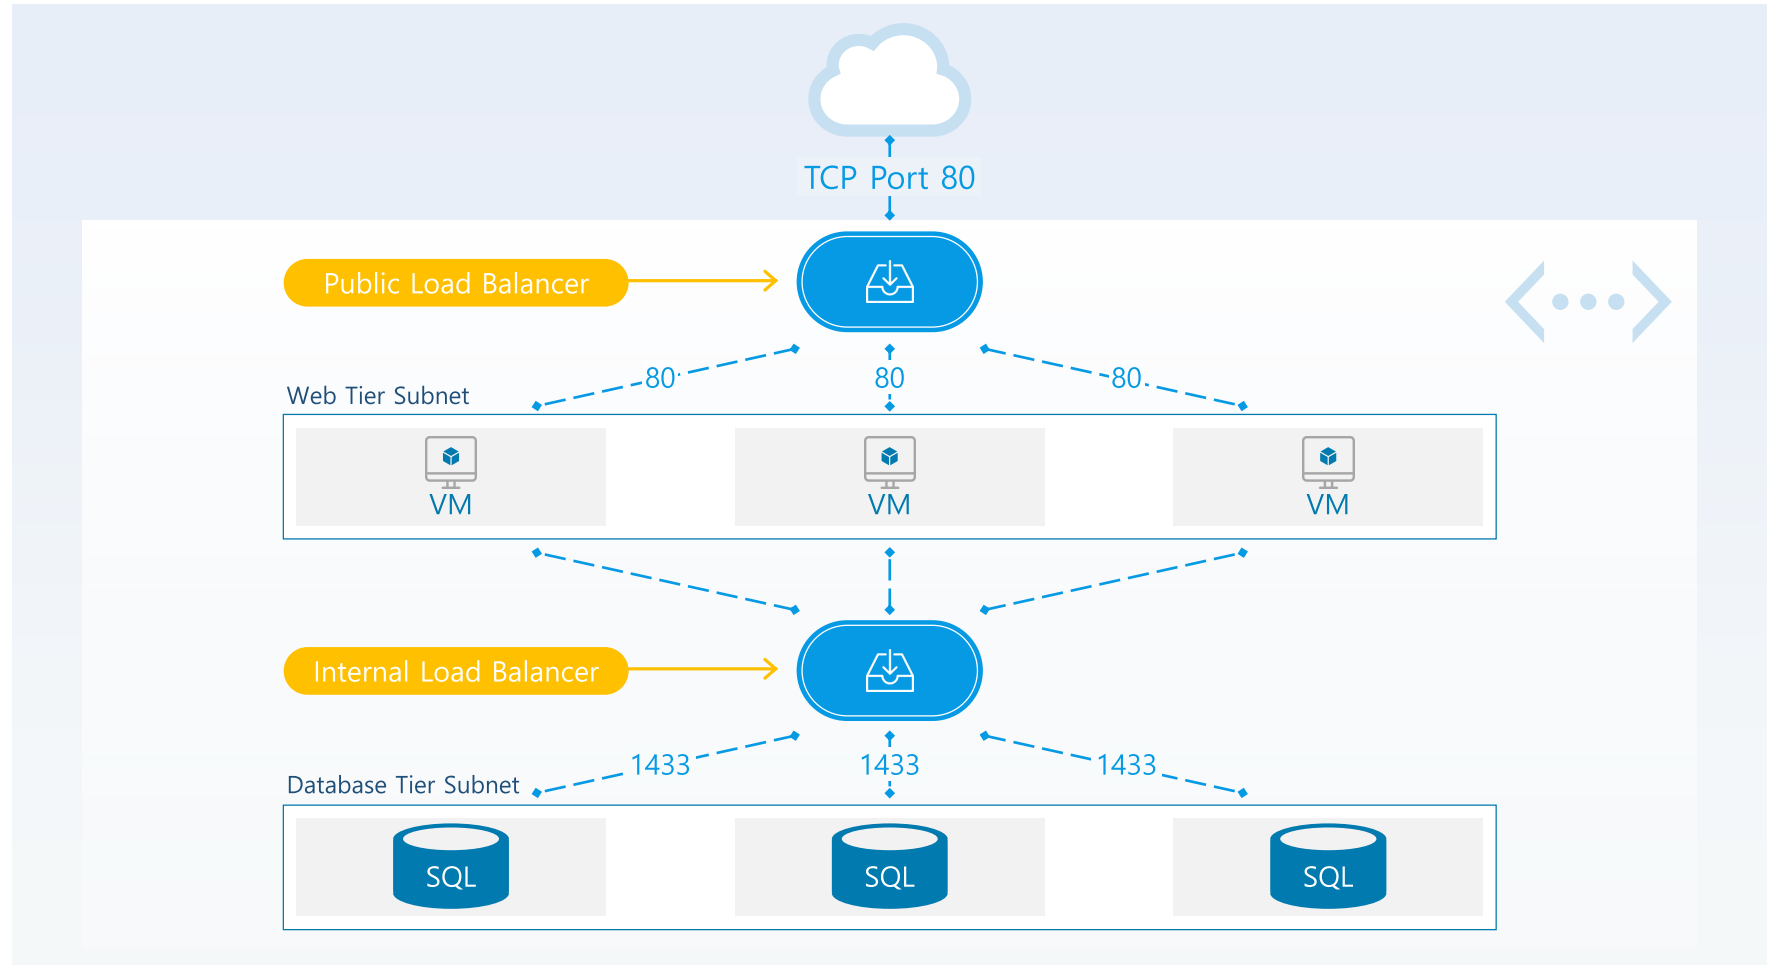 TCP Port 80
Public Load Balancer
80 80 80
Web Tier Subnet
VM VM VM
Internal Load Balancer
1433 1433 1433
Database Tier Subnet
SQL SQL SQL